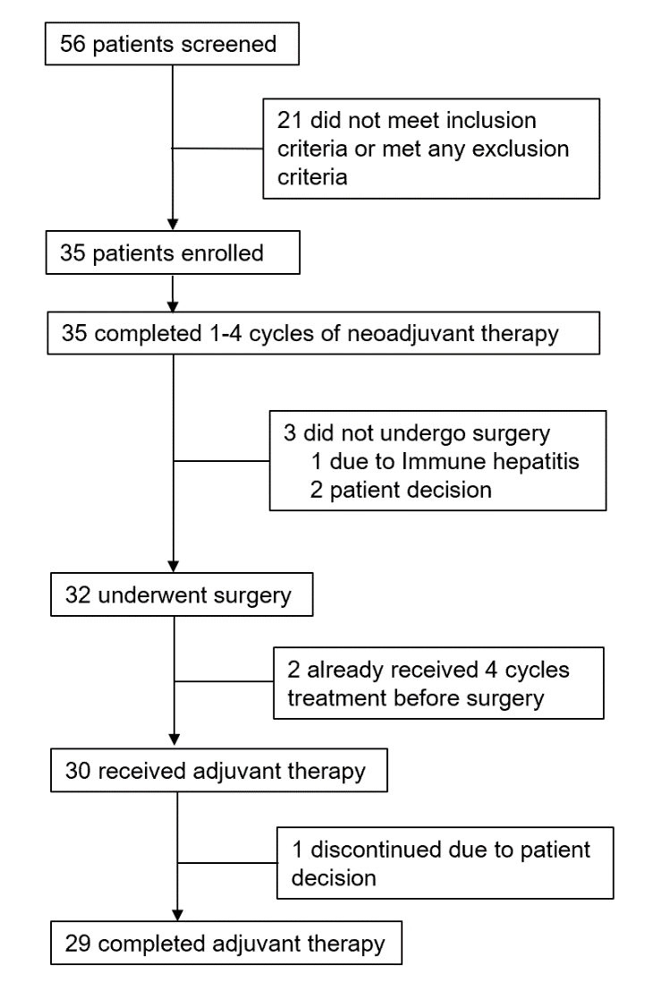 56 patients screened
21 did not meet inclusion
criteria or met any exclusion
criteria
35 patients enrolled
35 completed 1-4 cycles of neoadjuvant therapy
3 did not undergo surgery
1 due to Immune hepatitis
2 patient decision
32 underwent surgery
2 already received 4 cycles
treatment before surgery
30 received adjuvant therapy
1 discontinued due to patient
decision
29 completed adjuvant therapy